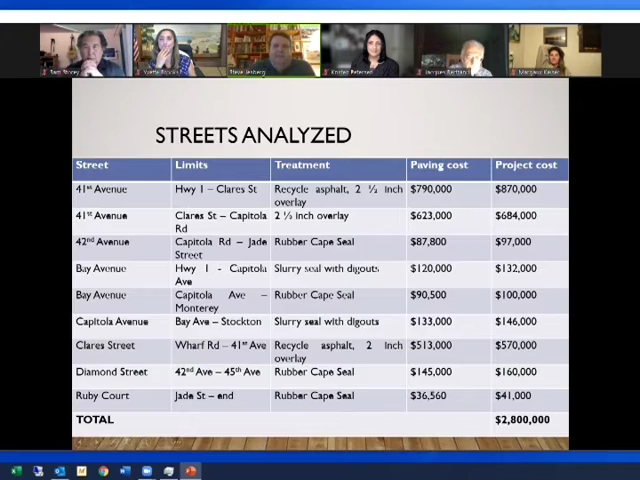 Sam Storey
Yvette Brooks
Steve Jesberg
Kristen Petersen
Jacques Bertrand
Margaux Keiser
STREETS ANALYZED
Street Limits Treatment Paving cost Project cost
41st Avenue Hwy 1 – Clares St Recycle asphalt, 2 ½ inch overlay $790,000 $870,000
41st Avenue Clares St – Capitola Rd 2 ½ inch overlay $623,000 $684,000
42nd Avenue Capitola Rd – Jade Street Rubber Cape Seal $87,800 $97,000
Bay Avenue Hwy 1 - Capitola Ave Slurry seal with digouts $120,000 $132,000
Bay Avenue Capitola Ave – Monterey Rubber Cape Seal $90,500 $100,000
Capitola Avenue Bay Ave – Stockton Slurry seal with digouts $133,000 $146,000
Clares Street Wharf Rd – 41st Ave Recycle asphalt, 2 inch overlay $513,000 $570,000
Diamond Street 42nd Ave – 45th Ave Rubber Cape Seal $145,000 $160,000
Ruby Court Jade St – end Rubber Cape Seal $36,560 $41,000
TOTAL $2,800,000